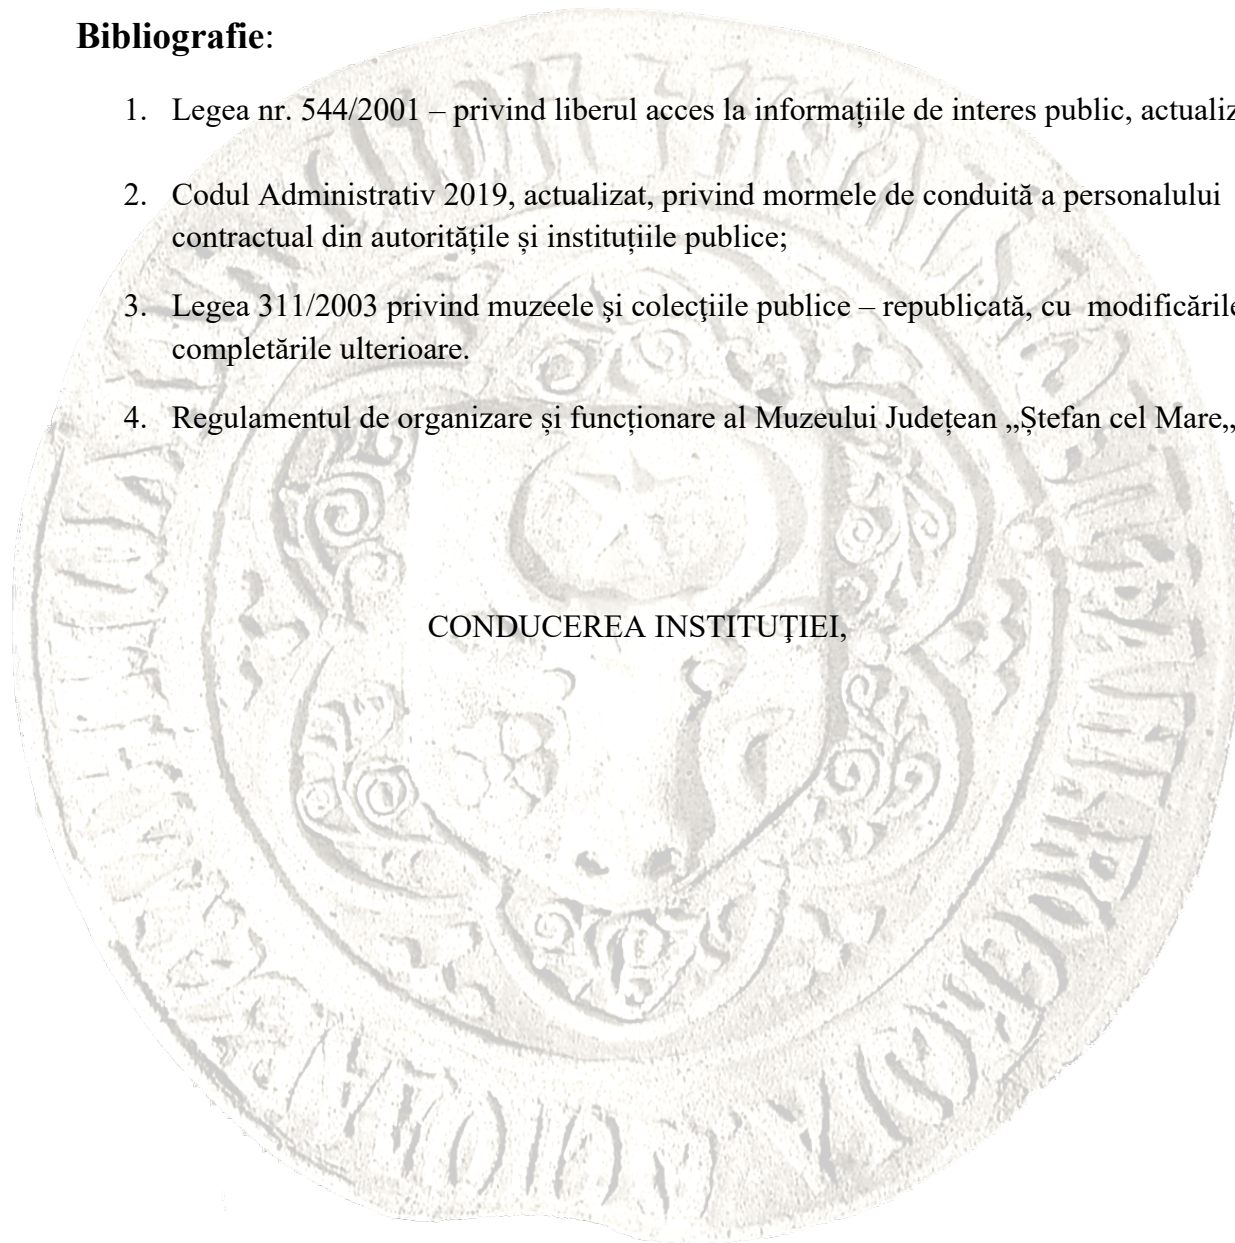 Bibliografie:
1. Legea nr. 544/2001 – privind liberul acces la informațiile de interes public, actualiz
2. Codul Administrativ 2019, actualizat, privind mormele de conduită a personalului
contractual din autoritățile și instituțiile publice;
3. Legea 311/2003 privind muzeele şi colecţiile publice – republicată, cu modificările
completările ulterioare.
4. Regulamentul de organizare și funcționare al Muzeului Județean „Ștefan cel Mare„
CONDUCEREA INSTITUŢIEI,